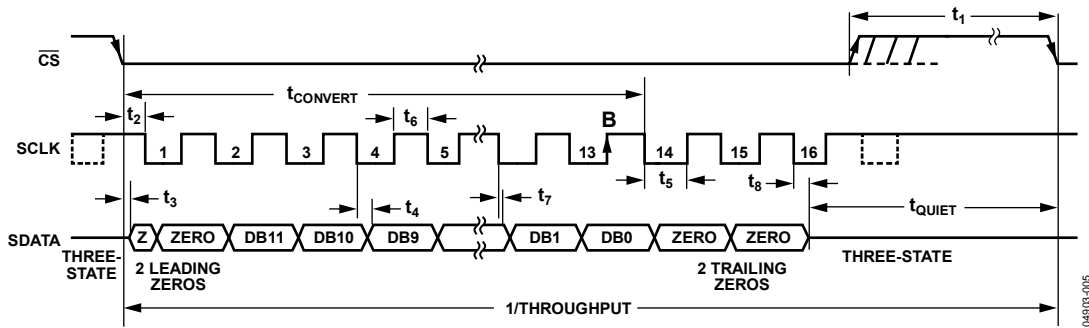 t1
CS
tCONVERT
t2
t6
B
SCLK
1 2 3 4 5 13 14 15 16
t5
t8
t3
t4
t7
tQUIET
SDATA
Z ZERO DB11 DB10 DB9 DB1 DB0 ZERO ZERO
THREE-
STATE
2 LEADING
ZEROS
2 TRAILING
ZEROS
THREE-STATE
1/THROUGHPUT
04903-005